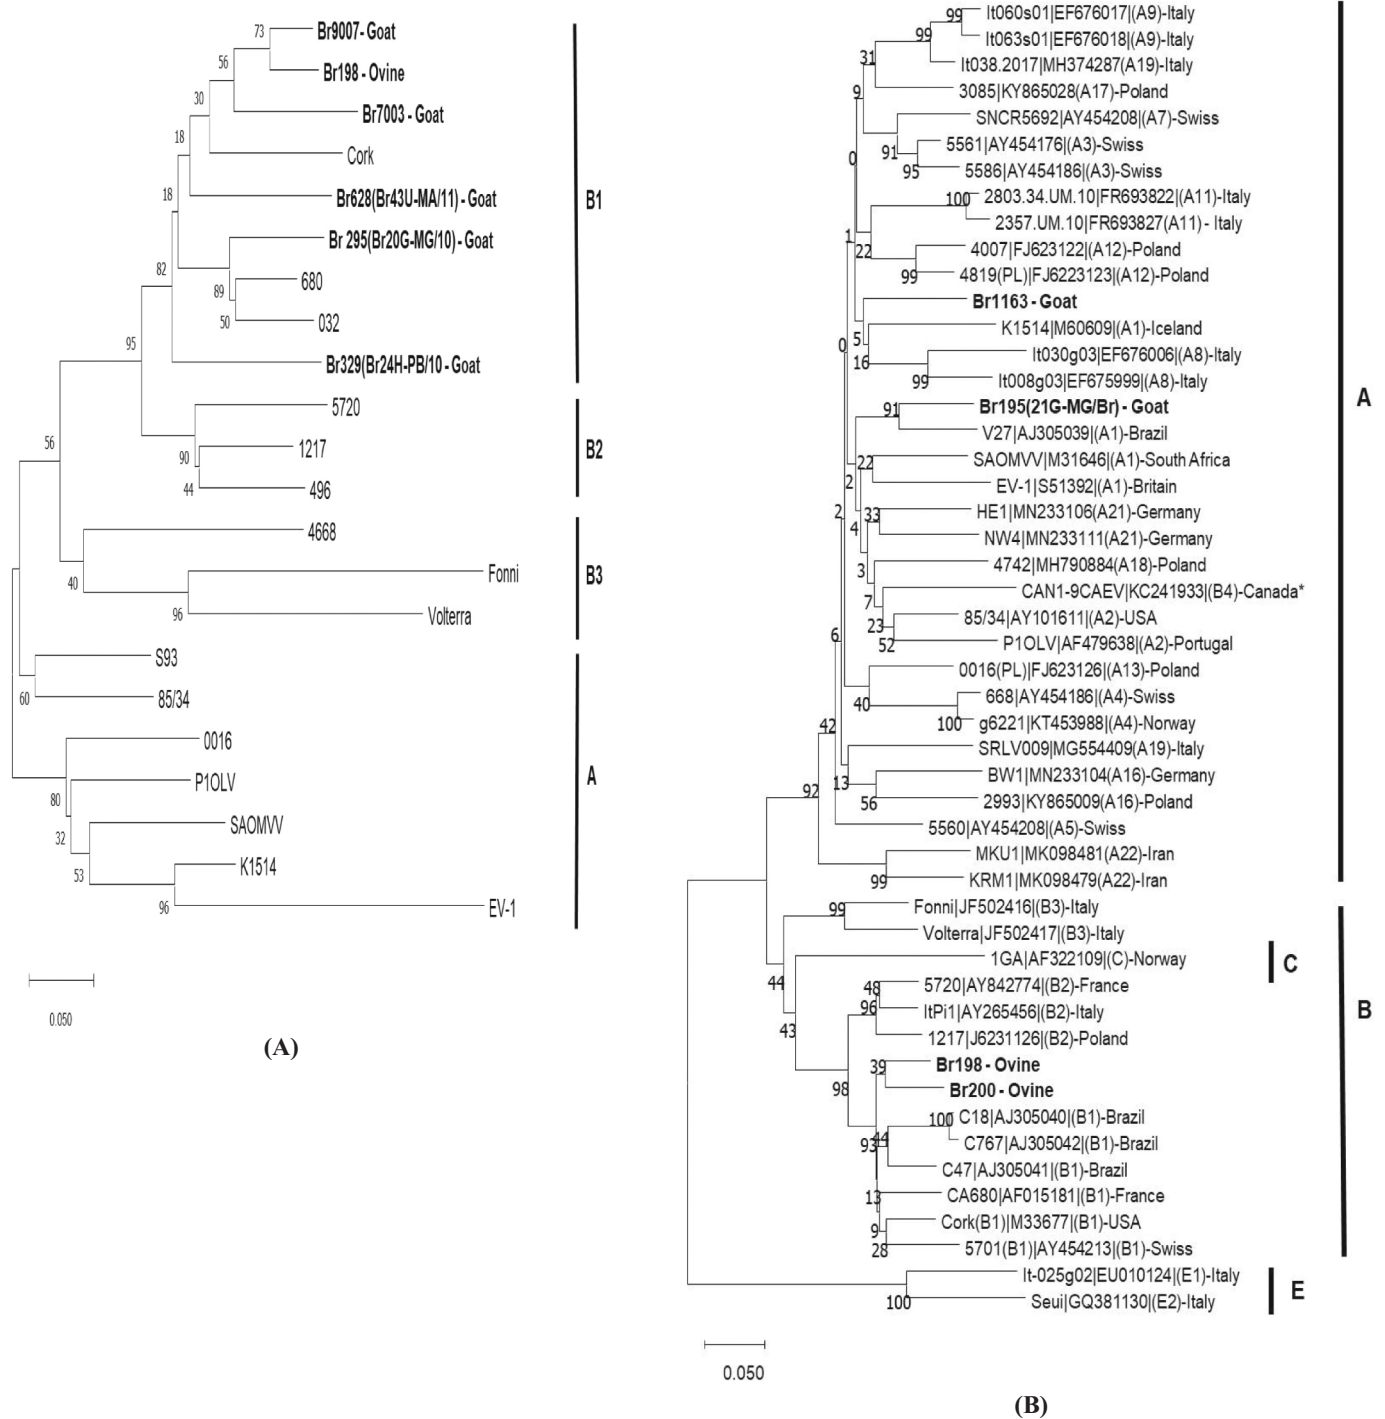 73
Br9007- Goat
56
Br198 - Ovine
30
Br7003 - Goat
18
Cork
18
Br628(Br43U-MA/11) - Goat
B1
Br 295(Br20G-MG/10) - Goat
82
680
89
032
50
95
Br329(Br24H-PB/10 - Goat
5720
56
1217
B2
90
496
44
4668
Fonni
B3
40
Volterra
96
S93
85/34
60
0016
P1OLV
A
80
SAOMVV
32
K1514
53
EV-1
96
0.050
(A)
99
It060s01|EF676017|(A9)-Italy
99
It063s01|EF676018|(A9)-Italy
31
It038.2017|MH374287(A19)-Italy
9
3085|KY865028(A17)-Poland
SNCR5692|AY454208|(A7)-Swiss
5561|AY454176|(A3)-Swiss
91
0
5586|AY454186|(A3)-Swiss
95
2803.34.UM.10|FR693822|(A11)-Italy
100
2357.UM.10|FR693827(A11) - Italy
1
4007|FJ623122|(A12)-Poland
22
4819(PL)|FJ6223123|(A12)-Poland
99
Br1163 - Goat
K1514|M60609|(A1)-Iceland
5
0
It030g03|EF676006|(A8)-Italy
16
It008g03|EF675999|(A8)-Italy
99
A
Br195(21G-MG/Br) - Goat
91
V27|AJ305039|(A1)-Brazil
SAOMVV|M31646|(A1)-South Africa
22
EV-1|S51392|(A1)-Britain
2
HE1|MN233106(A21)-Germany
2
33
4
NW4|MN233111(A21)-Germany
4742|MH790884(A18)-Poland
3
CAN1-9CAEV|KC241933|(B4)-Canada*
7
85/34|AY101611|(A2)-USA
23
P1OLV|AF479638|(A2)-Portugal
6
52
0016(PL)|FJ623126|(A13)-Poland
668|AY454186|(A4)-Swiss
40
g6221|KT453988|(A4)-Norway
100
42
SRLV009|MG554409(A19)-Italy
BW1|MN233104(A16)-Germany
13
92
2993|KY865009(A16)-Poland
56
5560|AY454208|(A5)-Swiss
MKU1|MK098481(A22)-Iran
KRM1|MK098479(A22)-Iran
99
Fonni|JF502416|(B3)-Italy
99
Volterra|JF502417|(B3)-Italy
1GA|AF322109|(C)-Norway
C
44
5720|AY842774|(B2)-France
48
96
ItPi1|AY265456|(B2)-Italy
B
43
1217|J6231126|(B2)-Poland
Br198 - Ovine
39
98
Br200 - Ovine
C18|AJ305040|(B1)-Brazil
100
44
93
C767|AJ305042|(B1)-Brazil
C47|AJ305041|(B1)-Brazil
CA680|AF015181|(B1)-France
13
Cork(B1)|M33677|(B1)-USA
9
5701(B1)|AY454213|(B1)-Swiss
28
It-025g02|EU010124|(E1)-Italy
E
Seui|GQ381130|(E2)-Italy
100
0.050
(B)